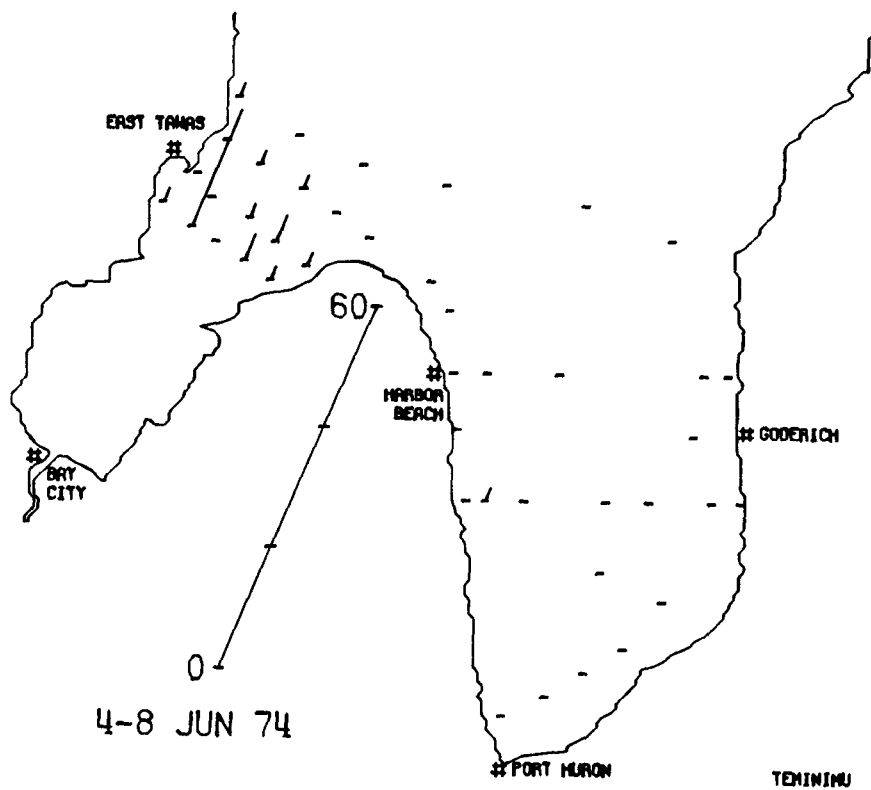 EAST TAWAS
#
60
#
HARBOR
BEACH
# GODERICH
#
BAY
CITY
0
4-8 JUN 74
# PORT HURON
TEMINIMU